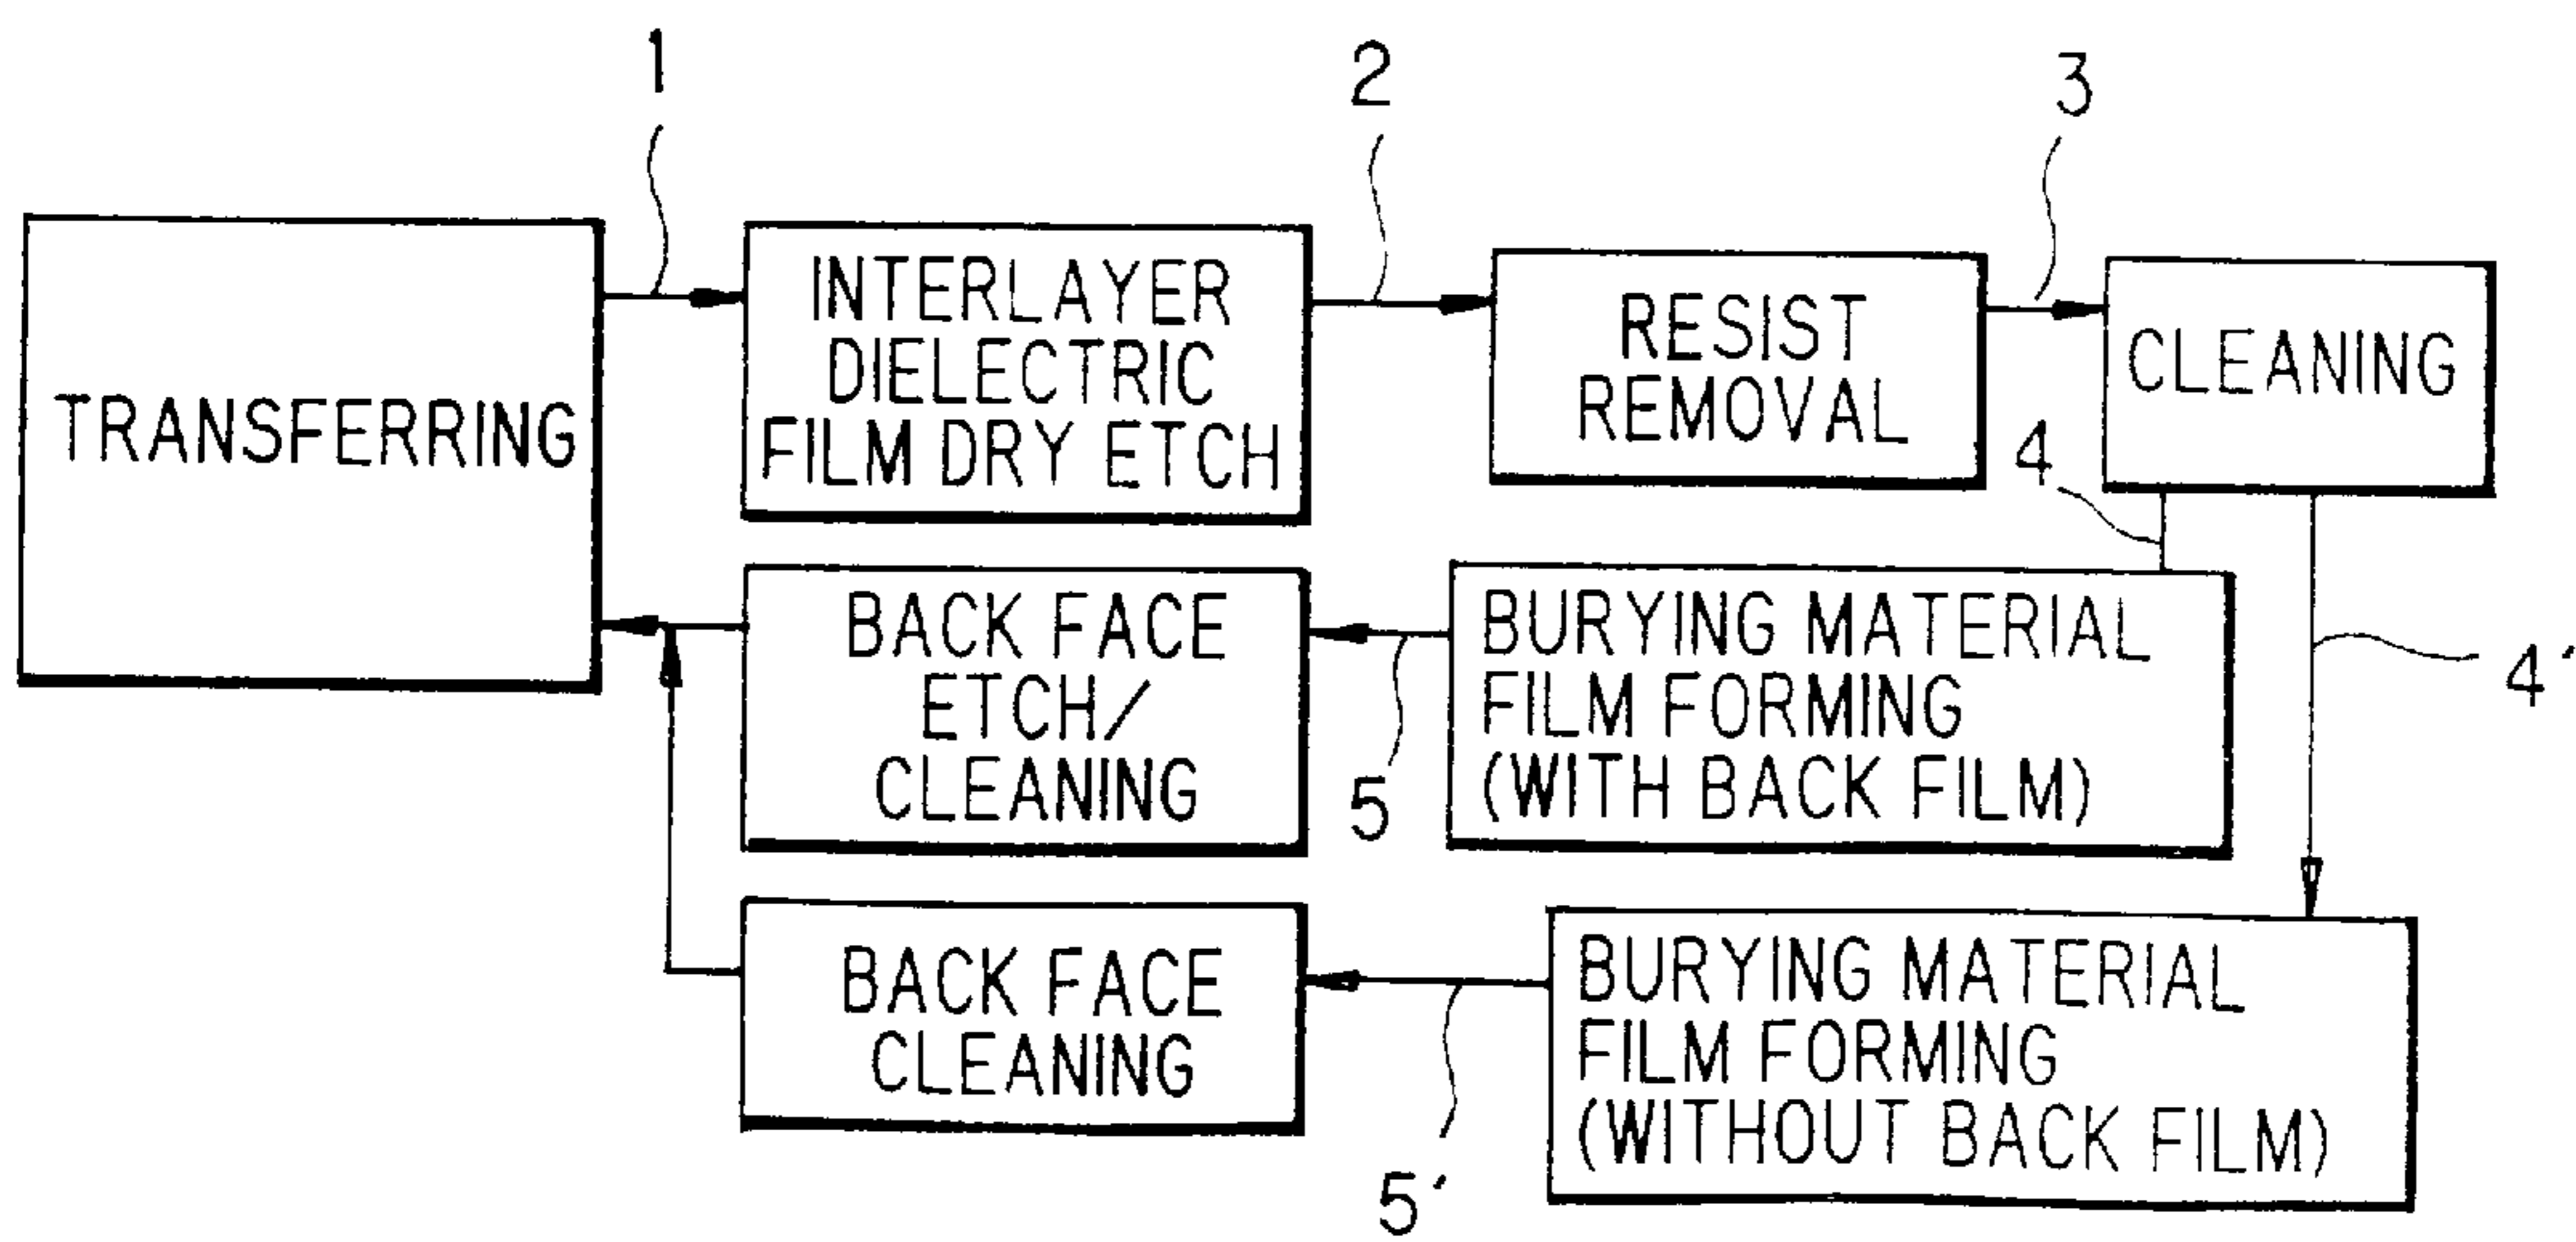 1
2
3
TRANSFERRING
INTERLAYER
DIELECTRIC
FILM DRY ETCH
RESIST
REMOVAL
CLEANING
4
4'
BACK FACE
ETCH/
CLEANING
5
BURYING MATERIAL
FILM FORMING
(WITH BACK FILM)
BACK FACE
CLEANING
5'
BURYING MATERIAL
FILM FORMING
(WITHOUT BACK FILM)